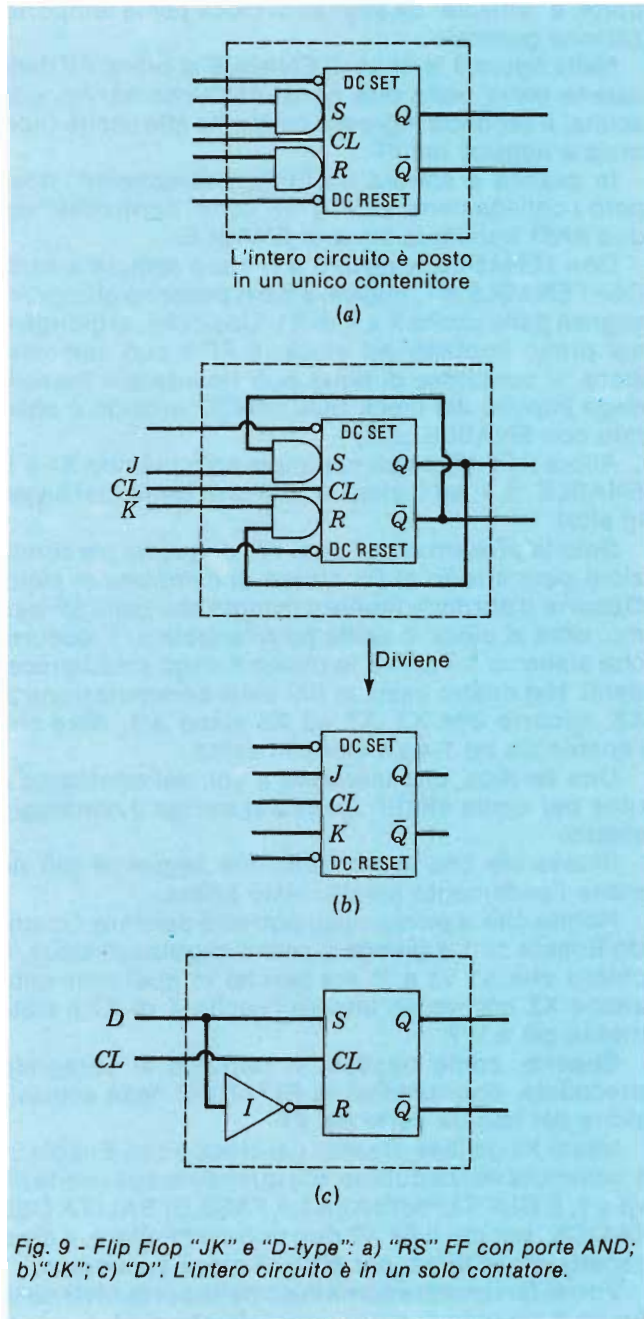 DC SET
S
Q
CL
R
Q̄
DC RESET
L'intero circuito è posto
in un unico contenitore
(a)
DC SET
J
S
Q
CL
CL
K
R
Q̄
DC RESET
Diviene
DC SET
J
Q
CL
K
Q̄
DC RESET
(b)
D
S
Q
CL
CL
I
R
Q̄
(c)
Fig. 9 - Flip Flop "JK" e "D-type": a) "RS" FF con porte AND;
b)"JK"; c) "D". L'intero circuito è in un solo contatore.